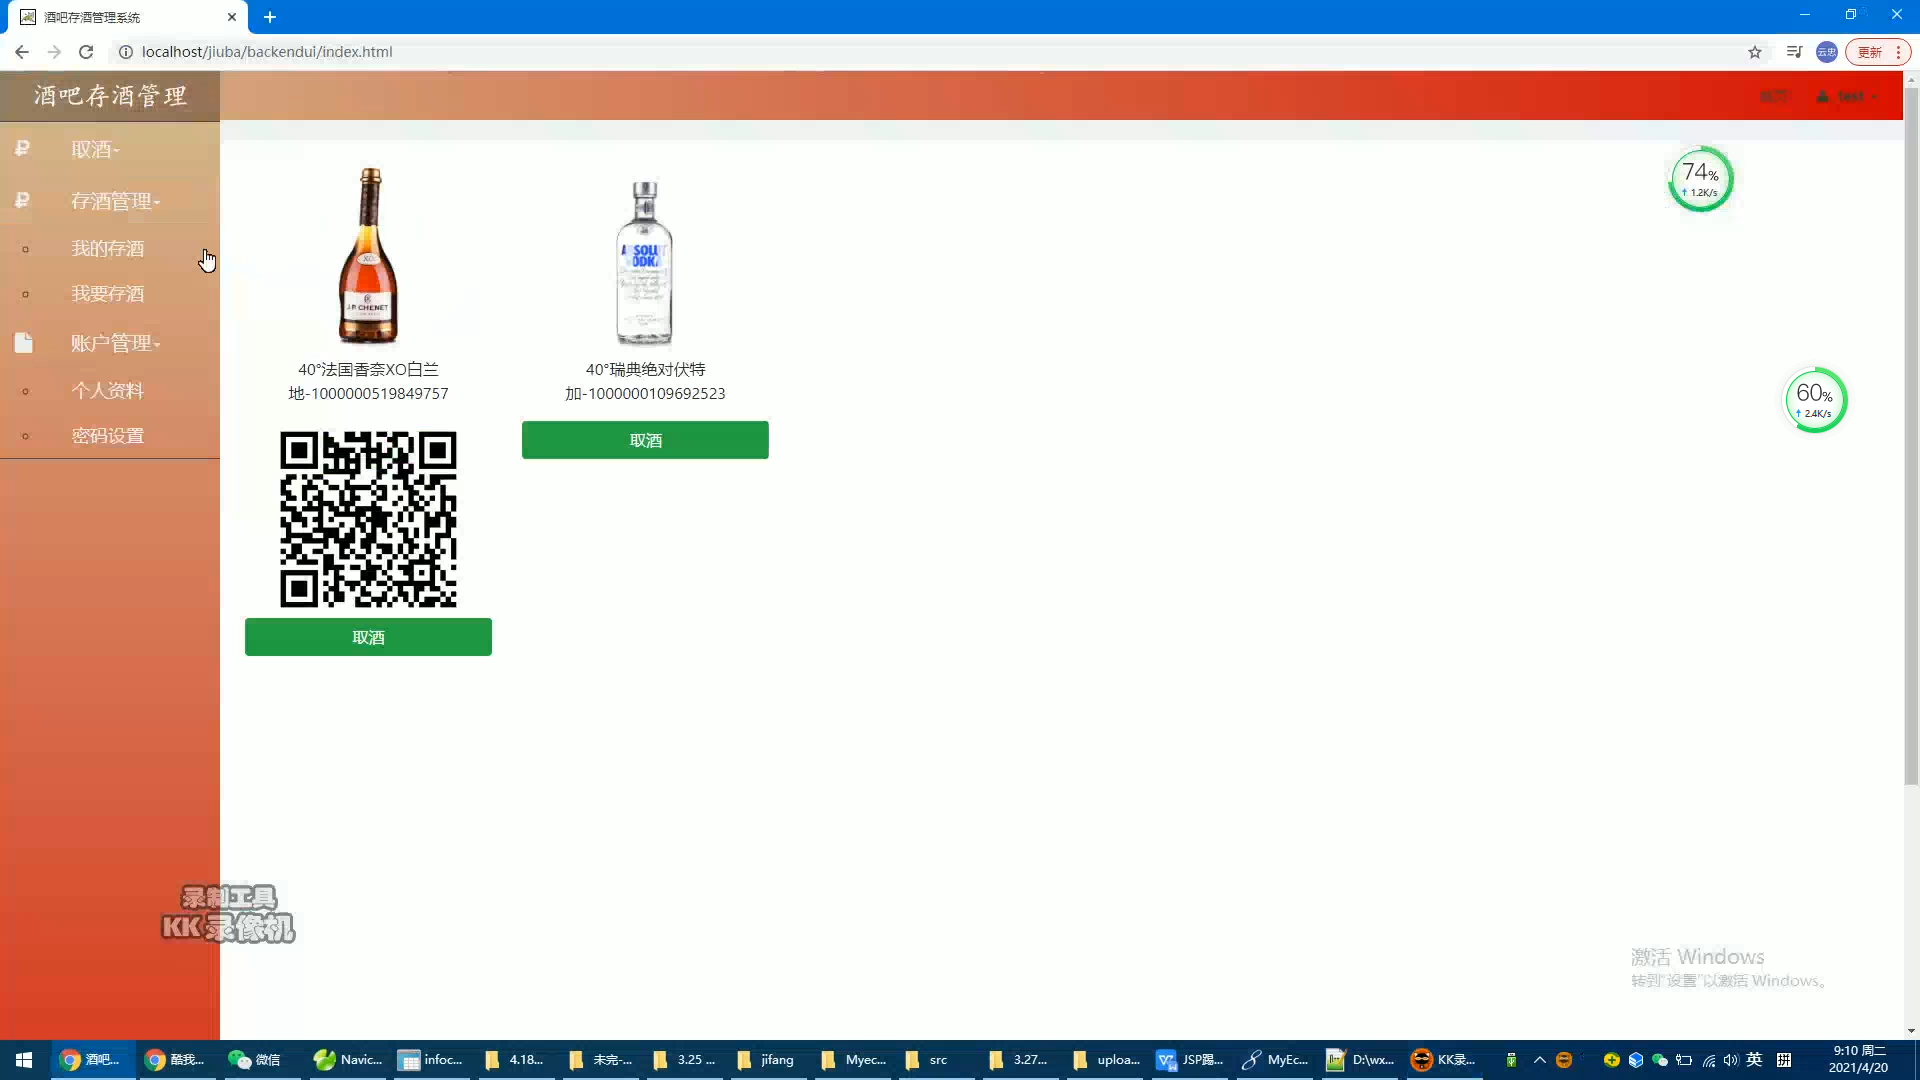 酒吧存酒管理系统
localhost/jiuba/backendui/index.html
云忠
更新
酒吧存酒管理
test
取酒
存酒管理
我的存酒
我要存酒
账户管理
个人资料
密码设置
XO
J.P. CHENET
ABSOLUT
VODKA
40°法国香奈XO白兰
地-1000000519849757
40°瑞典绝对伏特
加-1000000109692523
取酒
取酒
74%
↑ 1.2K/s
60%
↑ 2.4K/s
录制工具
KK录像机
激活 Windows
转到"设置"以激活 Windows。
酒吧...
酷我...
微信
Navic...
infoc...
4.18...
未完-...
3.25 ...
jifang
Myec...
src
3.27...
uploa...
JSP踢...
MyEc...
D:\wx...
KK录...
英
9:10 周二
2021/4/20